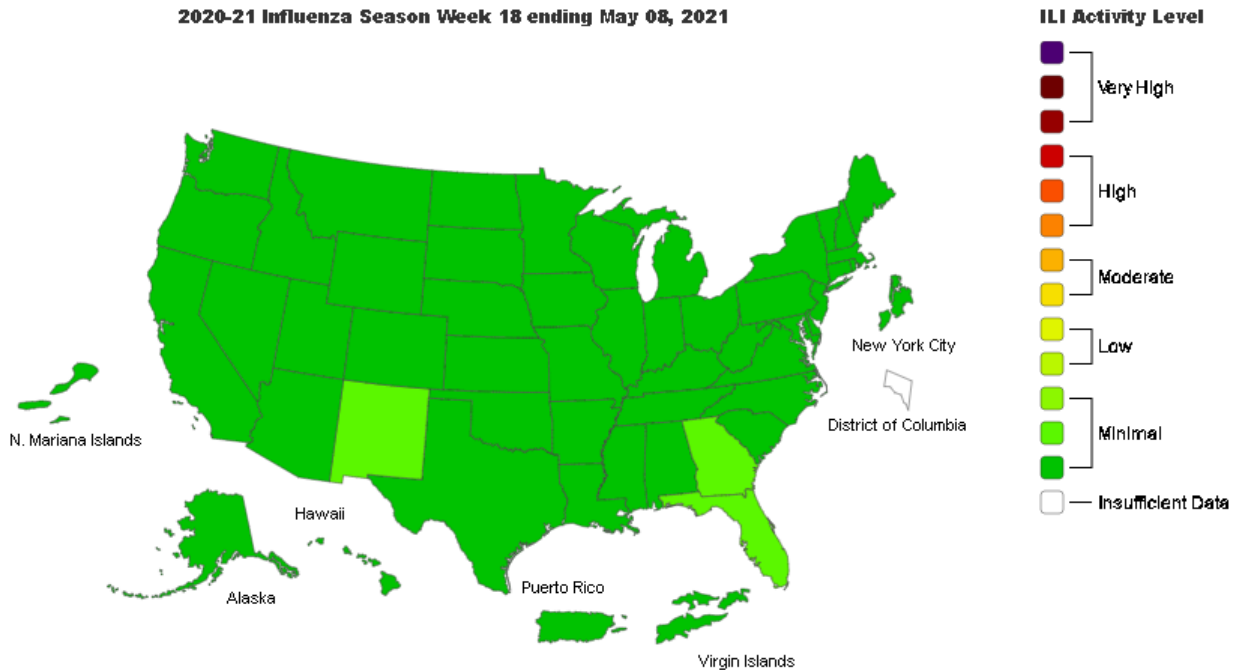 2020-21 Influenza Season Week 18 ending May 08, 2021
ILI Activity Level
Very High
High
Moderate
Low
Minimal
Insufficient Data
New York City
District of Columbia
N. Mariana Islands
Hawaii
Alaska
Puerto Rico
Virgin Islands